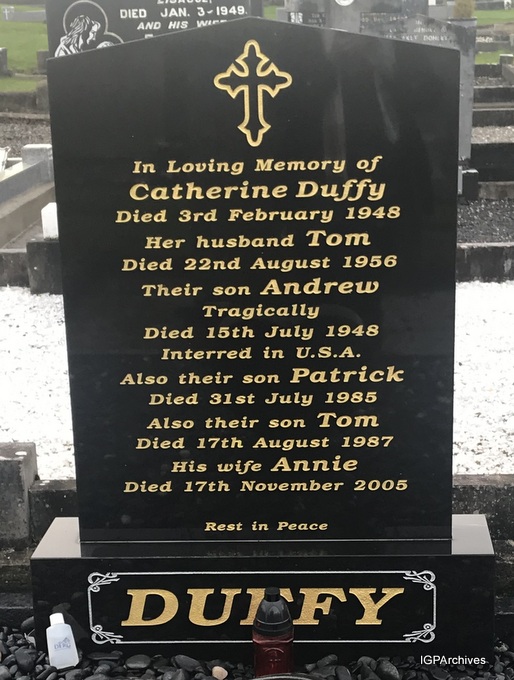 DIED JAN. 3-1949.
AND HIS WIFE
In Loving Memory of
Catherine Duffy
Died 3rd February 1948
Her husband Tom
Died 22nd August 1956
Their son Andrew
Tragically
Died 15th July 1948
Interred in U.S.A.
Also their son Patrick
Died 31st July 1985
Also their son Tom
Died 17th August 1987
His wife Annie
Died 17th November 2005
Rest in Peace
DUFFY
IGPArchives